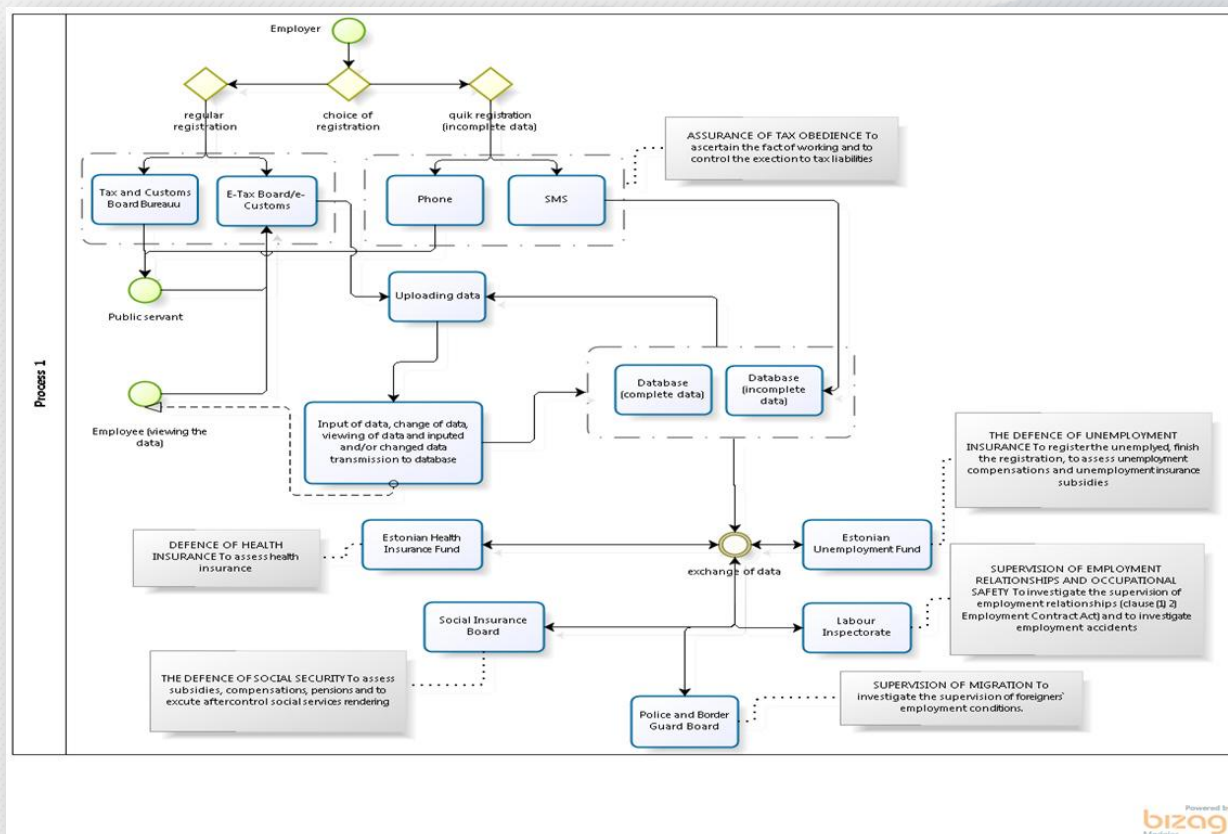 Employer
regular
registration
choice of
registration
quik registration
(incomplete data)
ASSURANCE OF TAX OBEDIENCE To
ascertain the fact of working and to
control the exection to tax liabilities
Tax and Customs
Board Bureauu
E-Tax Board/e-
Customs
Phone
SMS
Public servant
Uploading data
Process 1
Database
(complete data)
Database
(incomplete
data)
Employee (viewing the
data)
Input of data, change of data,
viewing of data and inputed
and/or changed data
transmission to database
THE DEFENCE OF UNEMPLOYMENT
INSURANCE To register the unemplyed, finish
the registration, to assess unemployment
compensations and unemployment insurance
subsidies
DEFENCE OF HEALTH
INSURANCE To assess health
insurance
Estonian Health
Insurance Fund
exchange of data
Estonian
Unemployment Fund
SUPERVISION OF EMPLOYMENT
RELATIONSHIPS AND OCCUPATIONAL
SAFETY To investigate the supervision of
employment relationships (clause (1) 2)
Employment Contract Act) and to investigate
employment accidents
Social Insurance
Board
Labour
Inspectorate
THE DEFENCE OF SOCIAL SECURITY To assess
subsidies, compensations, pensions and to
excute aftercontrol social services rendering
Police and Border
Guard Board
SUPERVISION OF MIGRATION To
investigate the supervision of foreigners'
employment conditions.
Powered by
bizag
Modeler